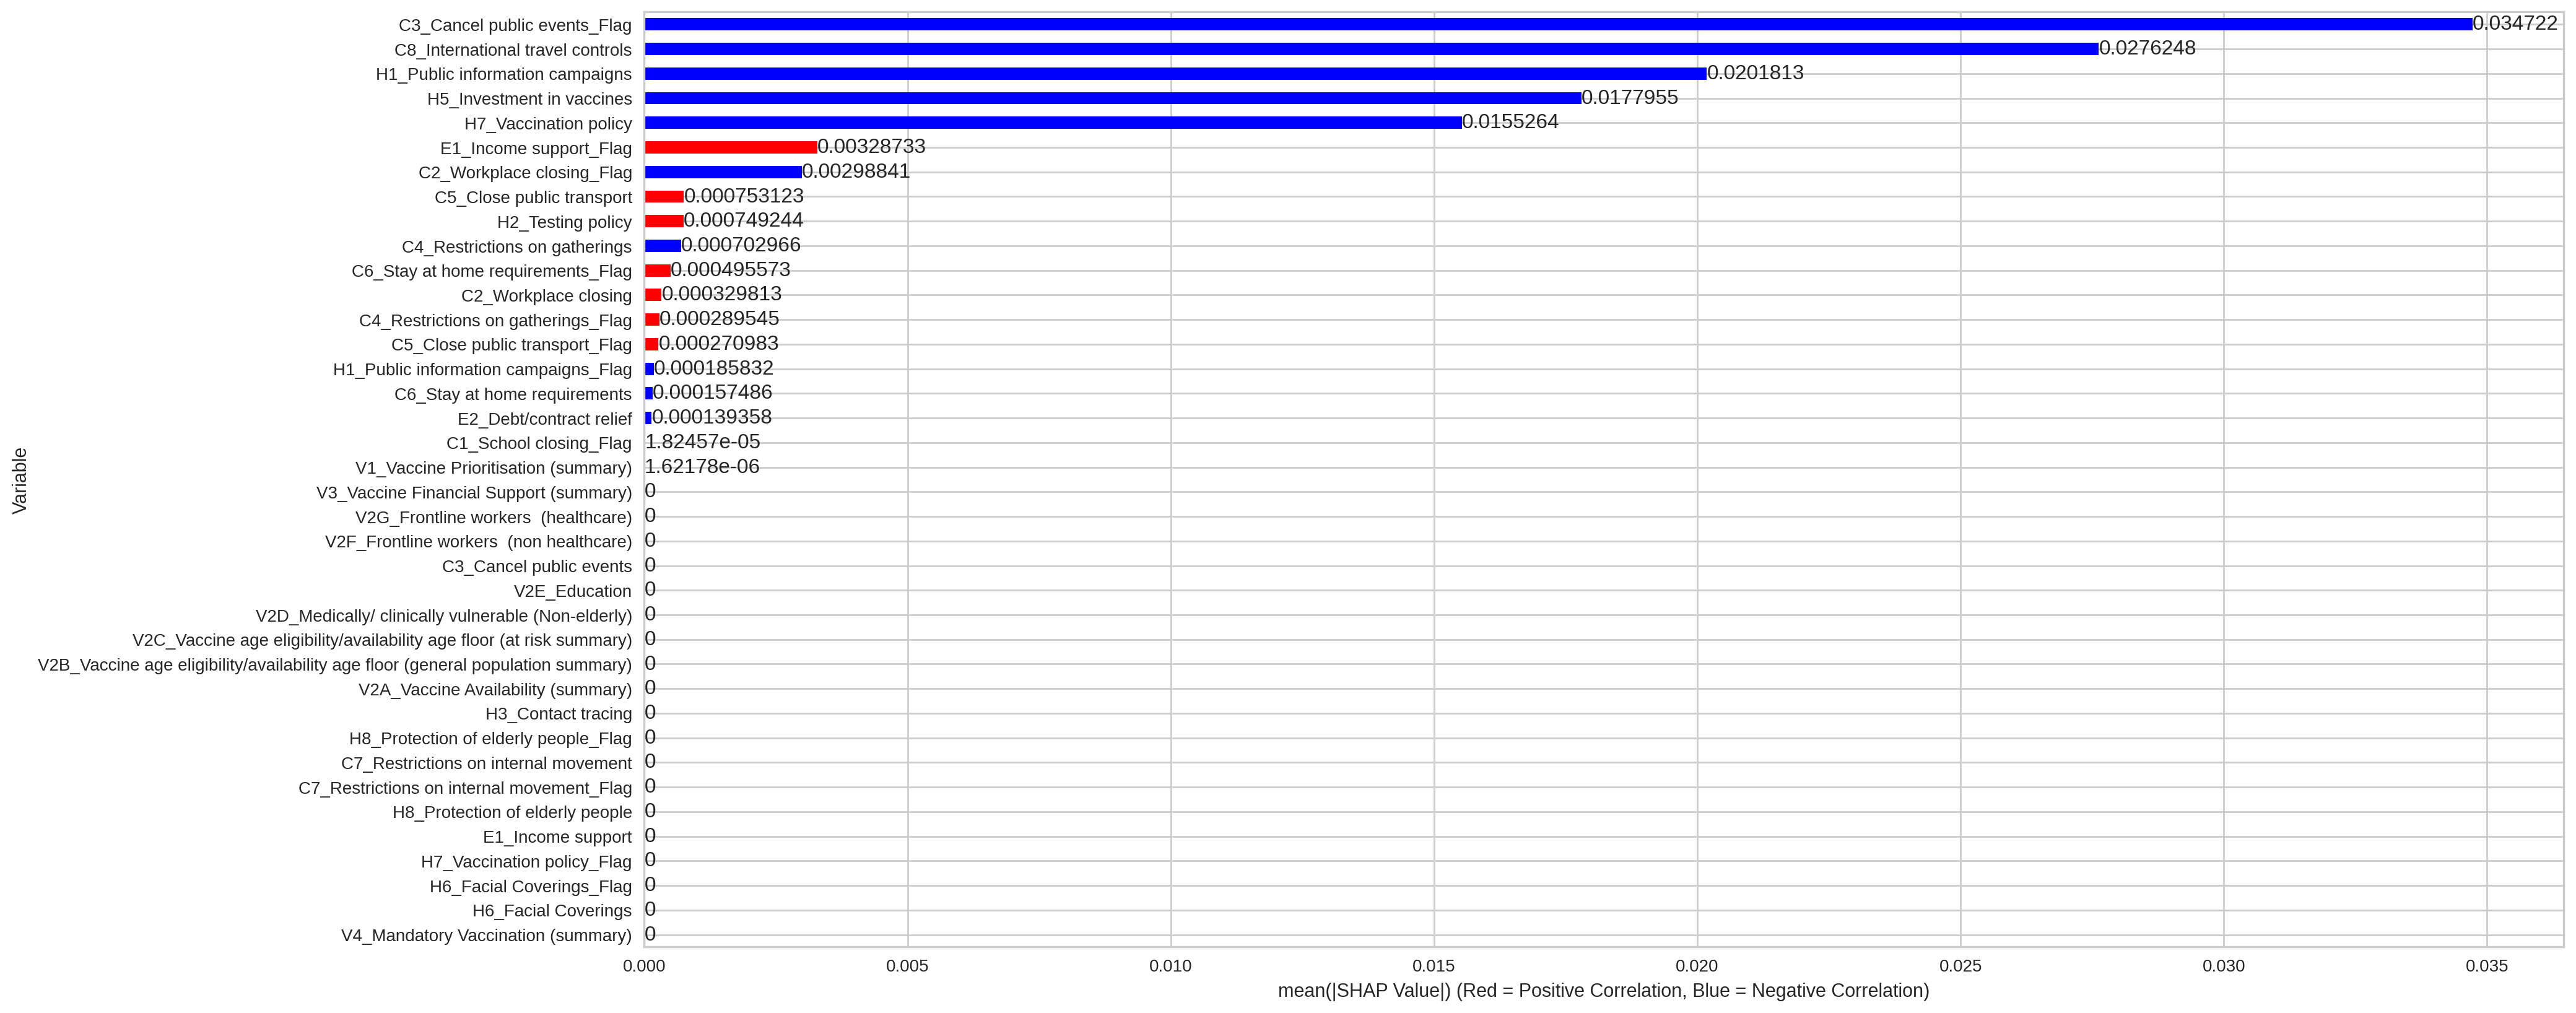 C3_Cancel public events_Flag 0.034722
C8_International travel controls 0.0276248
H1_Public information campaigns 0.0201813
H5_Investment in vaccines 0.0177955
H7_Vaccination policy 0.0155264
E1_Income support_Flag 0.00328733
C2_Workplace closing_Flag 0.00298841
C5_Close public transport 0.000753123
H2_Testing policy 0.000749244
C4_Restrictions on gatherings 0.000702966
C6_Stay at home requirements_Flag 0.000495573
C2_Workplace closing 0.000329813
C4_Restrictions on gatherings_Flag 0.000289545
C5_Close public transport_Flag 0.000270983
H1_Public information campaigns_Flag 0.000185832
C6_Stay at home requirements 0.000157486
E2_Debt/contract relief 0.000139358
C1_School closing_Flag 1.82457e-05
V1_Vaccine Prioritisation (summary) 1.62178e-06
V3_Vaccine Financial Support (summary) 0
V2G_Frontline workers  (healthcare) 0
V2F_Frontline workers  (non healthcare) 0
C3_Cancel public events 0
V2E_Education 0
V2D_Medically/ clinically vulnerable (Non-elderly) 0
V2C_Vaccine age eligibility/availability age floor (at risk summary) 0
V2B_Vaccine age eligibility/availability age floor (general population summary) 0
V2A_Vaccine Availability (summary) 0
H3_Contact tracing 0
H8_Protection of elderly people_Flag 0
C7_Restrictions on internal movement 0
C7_Restrictions on internal movement_Flag 0
H8_Protection of elderly people 0
E1_Income support 0
H7_Vaccination policy_Flag 0
H6_Facial Coverings_Flag 0
H6_Facial Coverings 0
V4_Mandatory Vaccination (summary) 0
Variable
0.000 0.005 0.010 0.015 0.020 0.025 0.030 0.035
mean(|SHAP Value|) (Red = Positive Correlation, Blue = Negative Correlation)